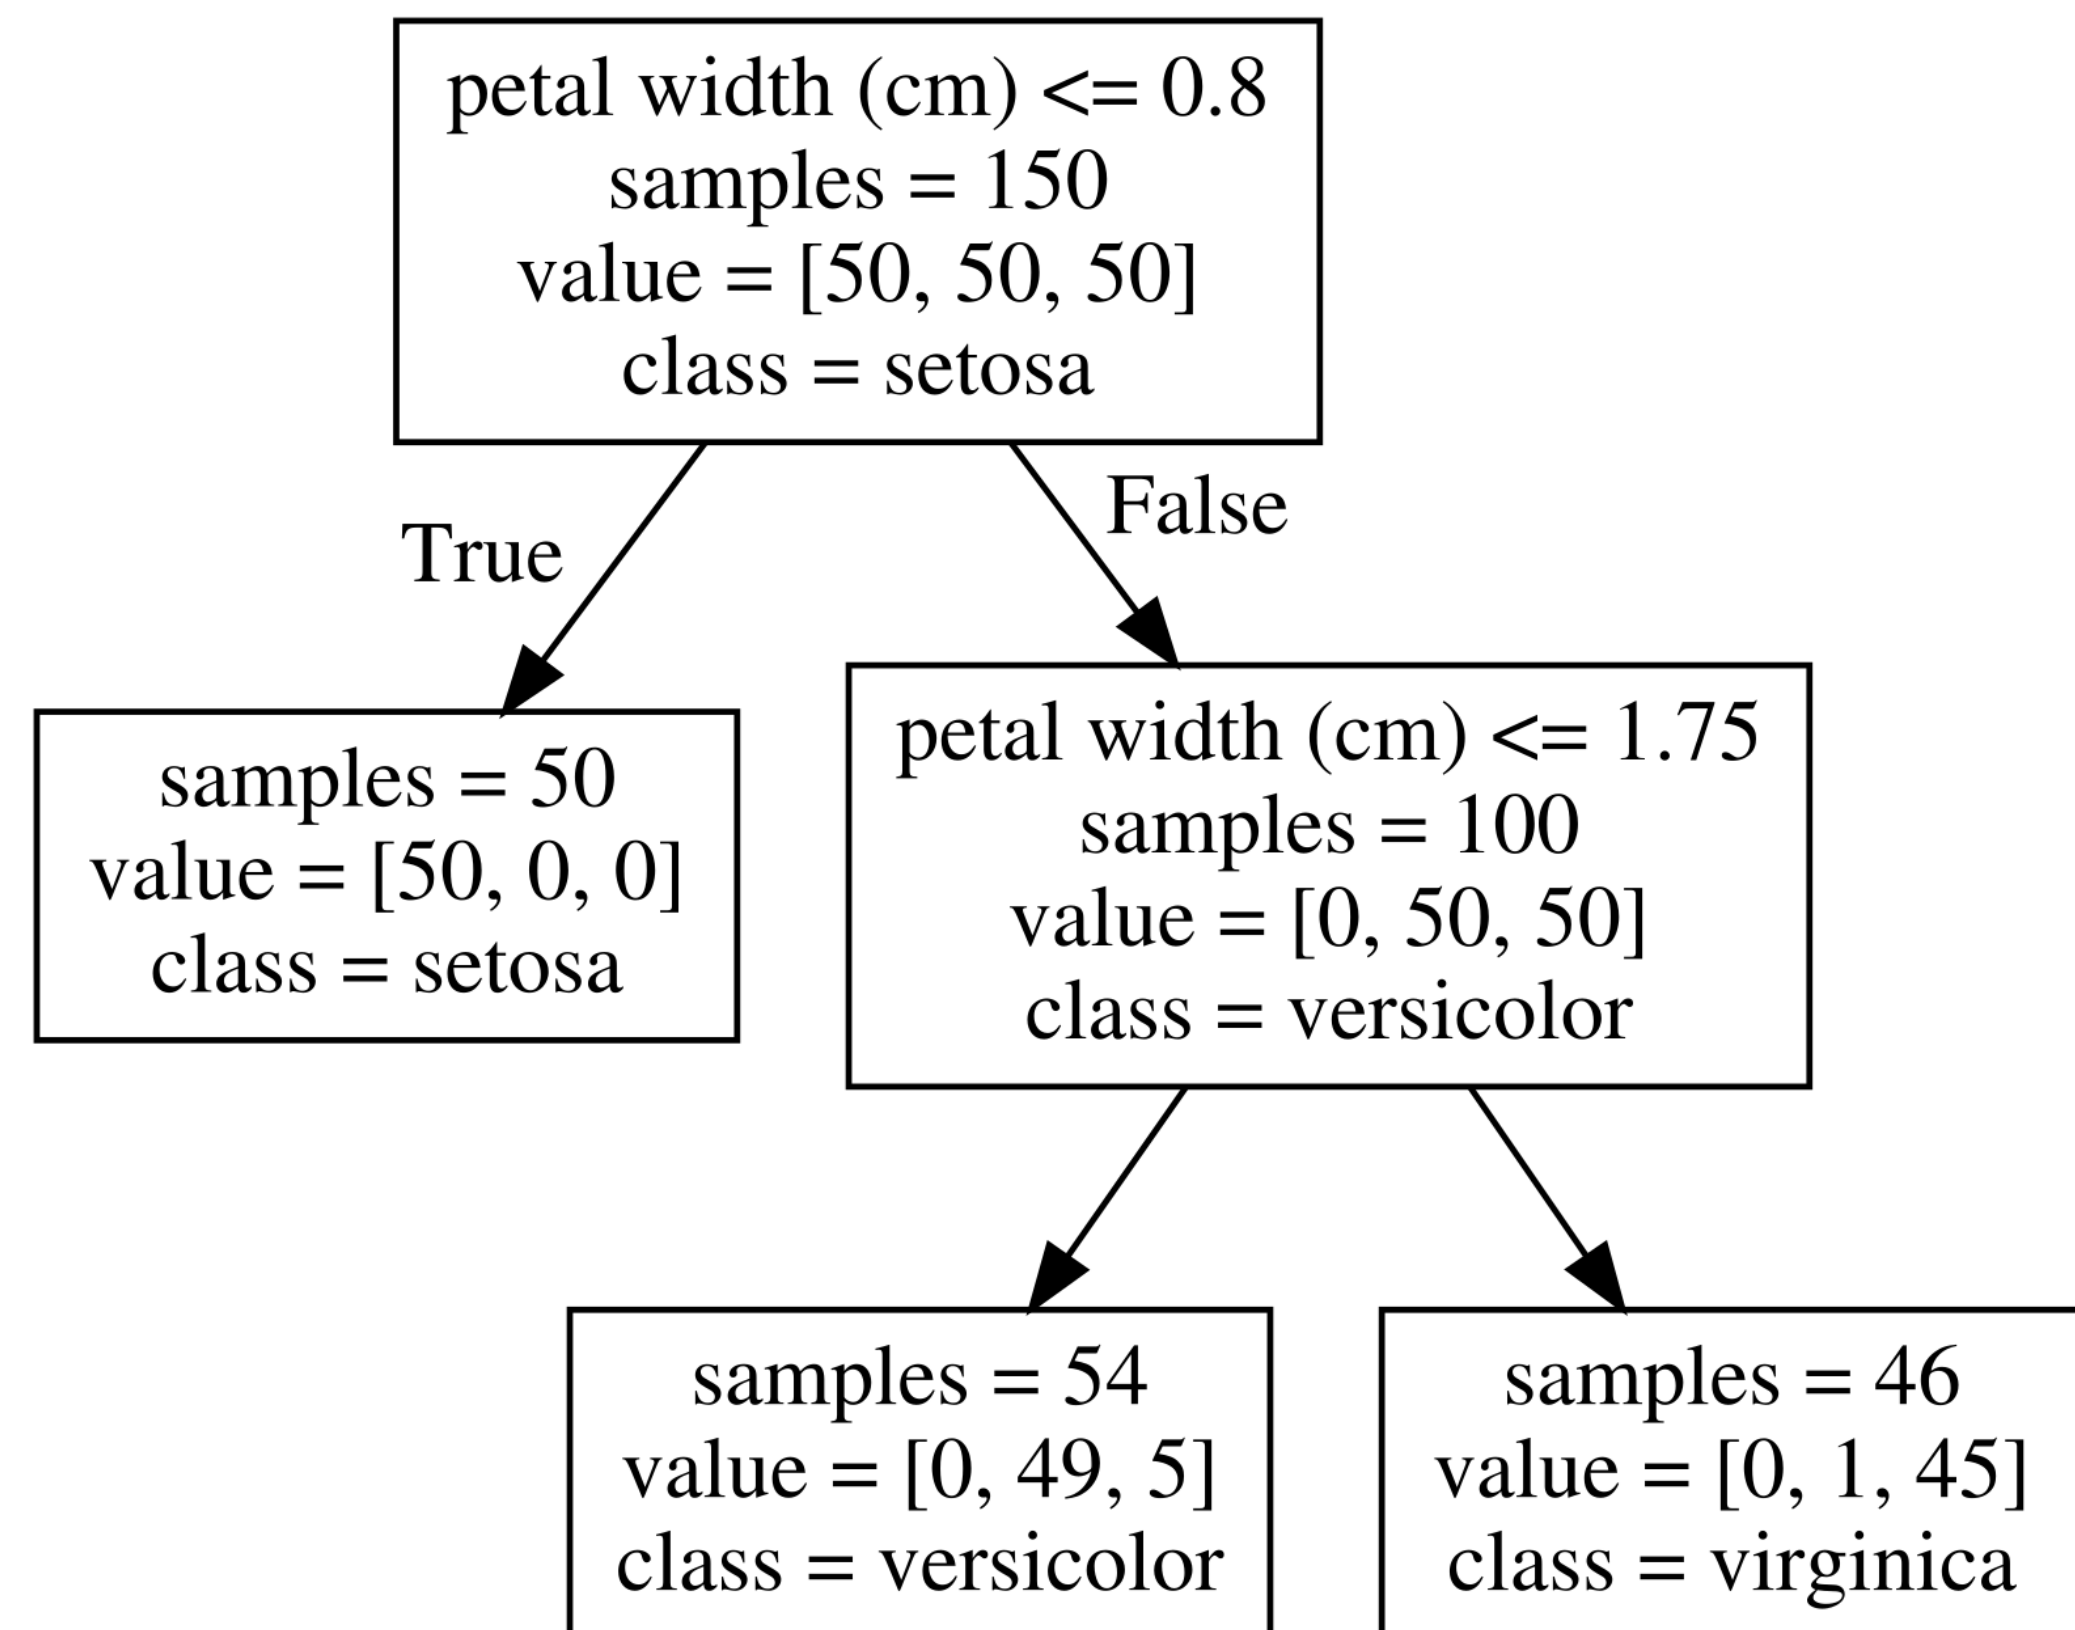 petal width (cm) <= 0.8
samples = 150
value = [50, 50, 50]
class = setosa
True
False
samples = 50
value = [50, 0, 0]
class = setosa
petal width (cm) <= 1.75
samples = 100
value = [0, 50, 50]
class = versicolor
samples = 54
value = [0, 49, 5]
class = versicolor
samples = 46
value = [0, 1, 45]
class = virginica